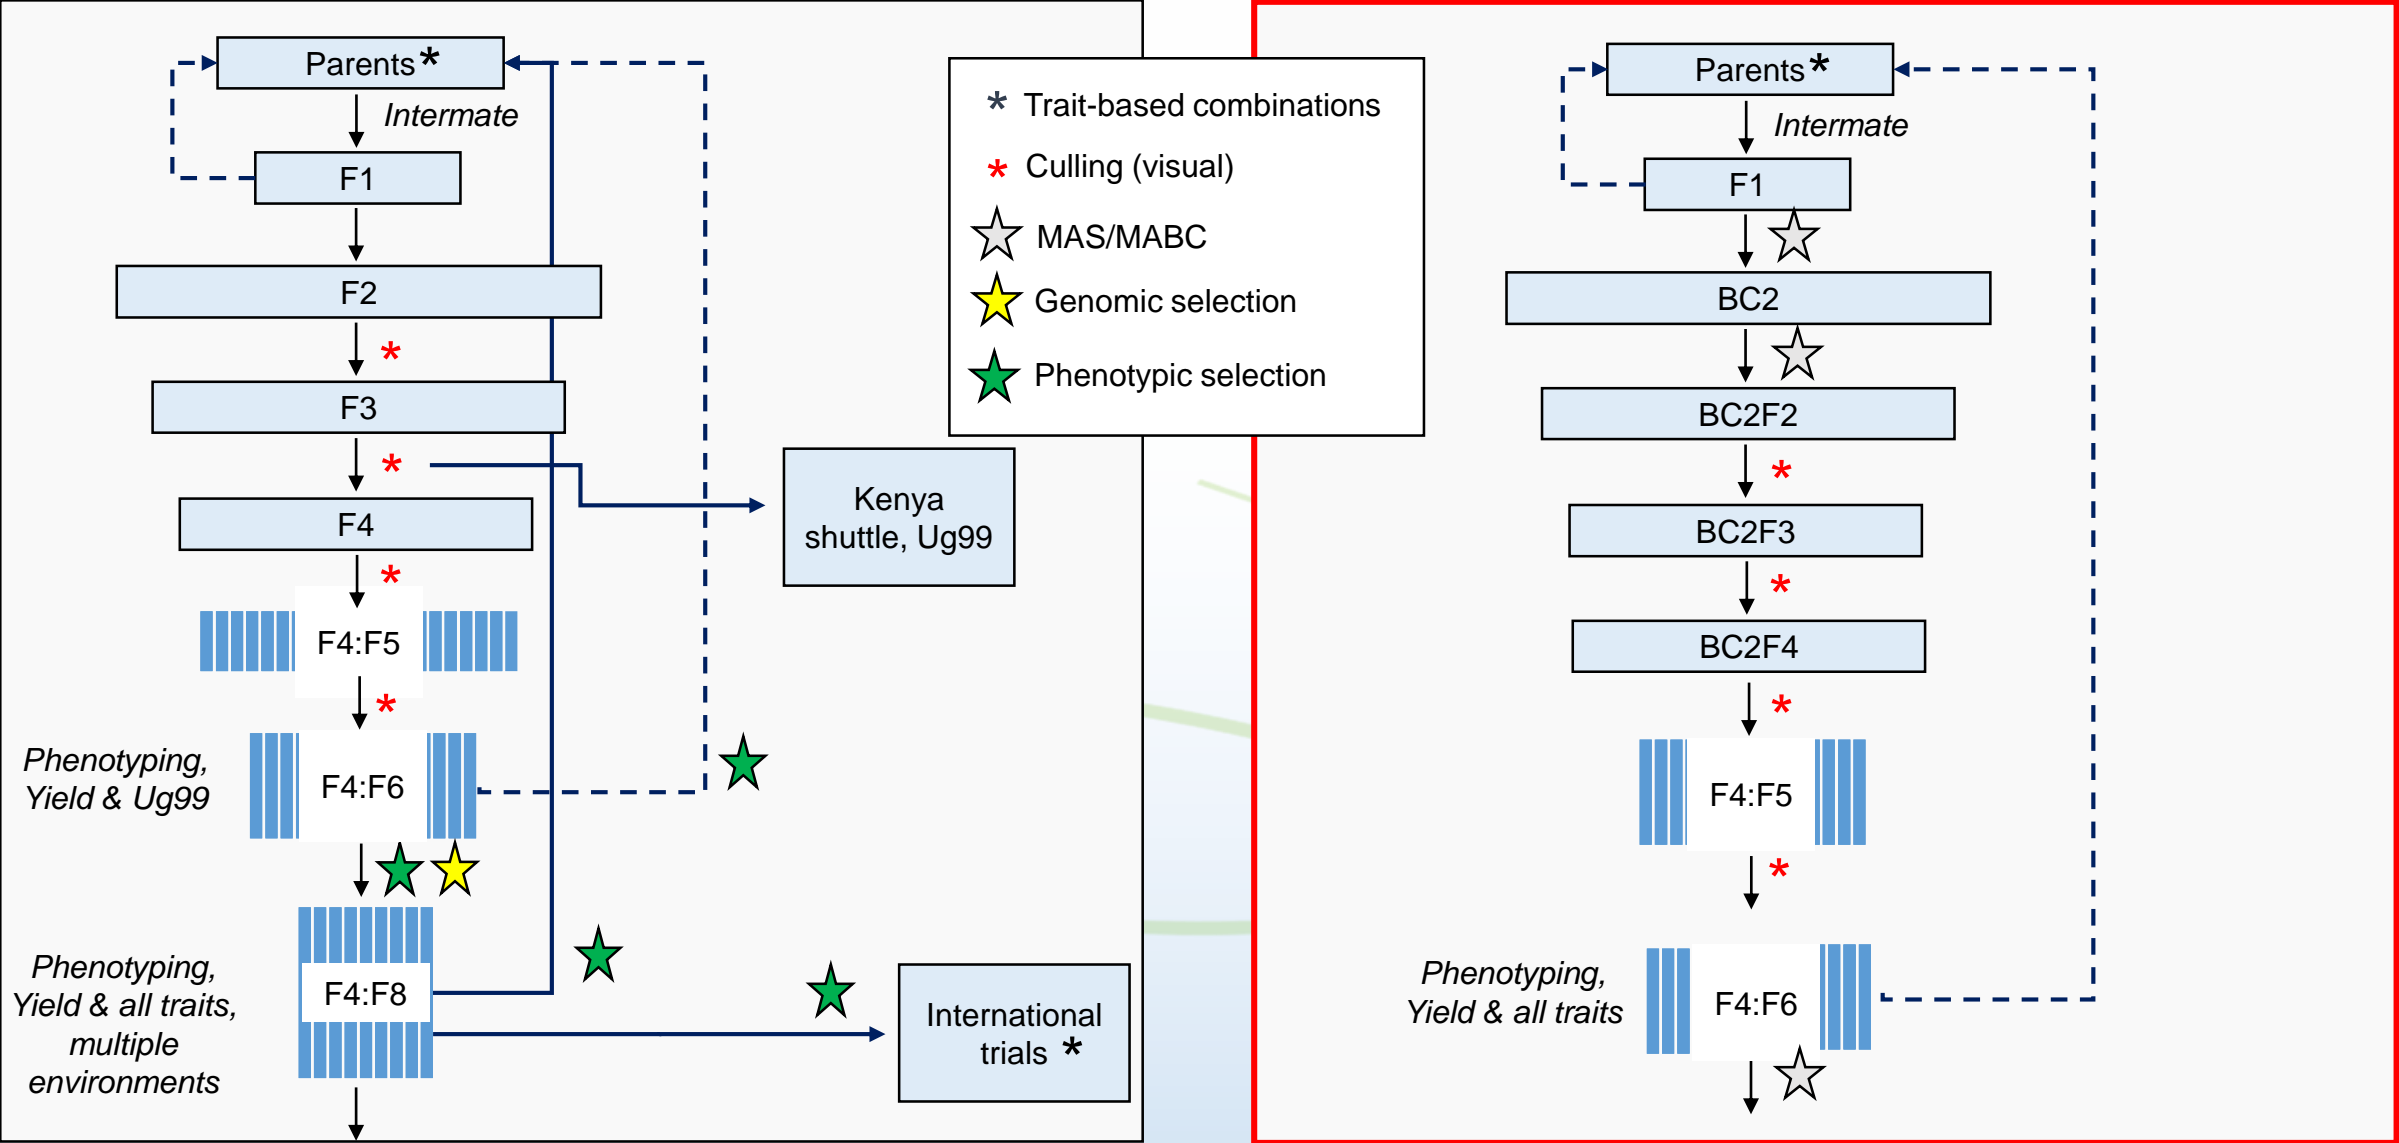 Parents*
Intermate
F1
F2
*
F3
*
F4
*
F4:F5
*
Phenotyping,
Yield & Ug99
F4:F6
Phenotyping,
Yield & all traits,
multiple
environments
F4:F8
Kenya
shuttle, Ug99
International
trials *
* Trait-based combinations
* Culling (visual)
MAS/MABC
Genomic selection
Phenotypic selection
Parents*
Intermate
F1
BC2
BC2F2
*
BC2F3
*
BC2F4
*
F4:F5
*
Phenotyping,
Yield & all traits
F4:F6